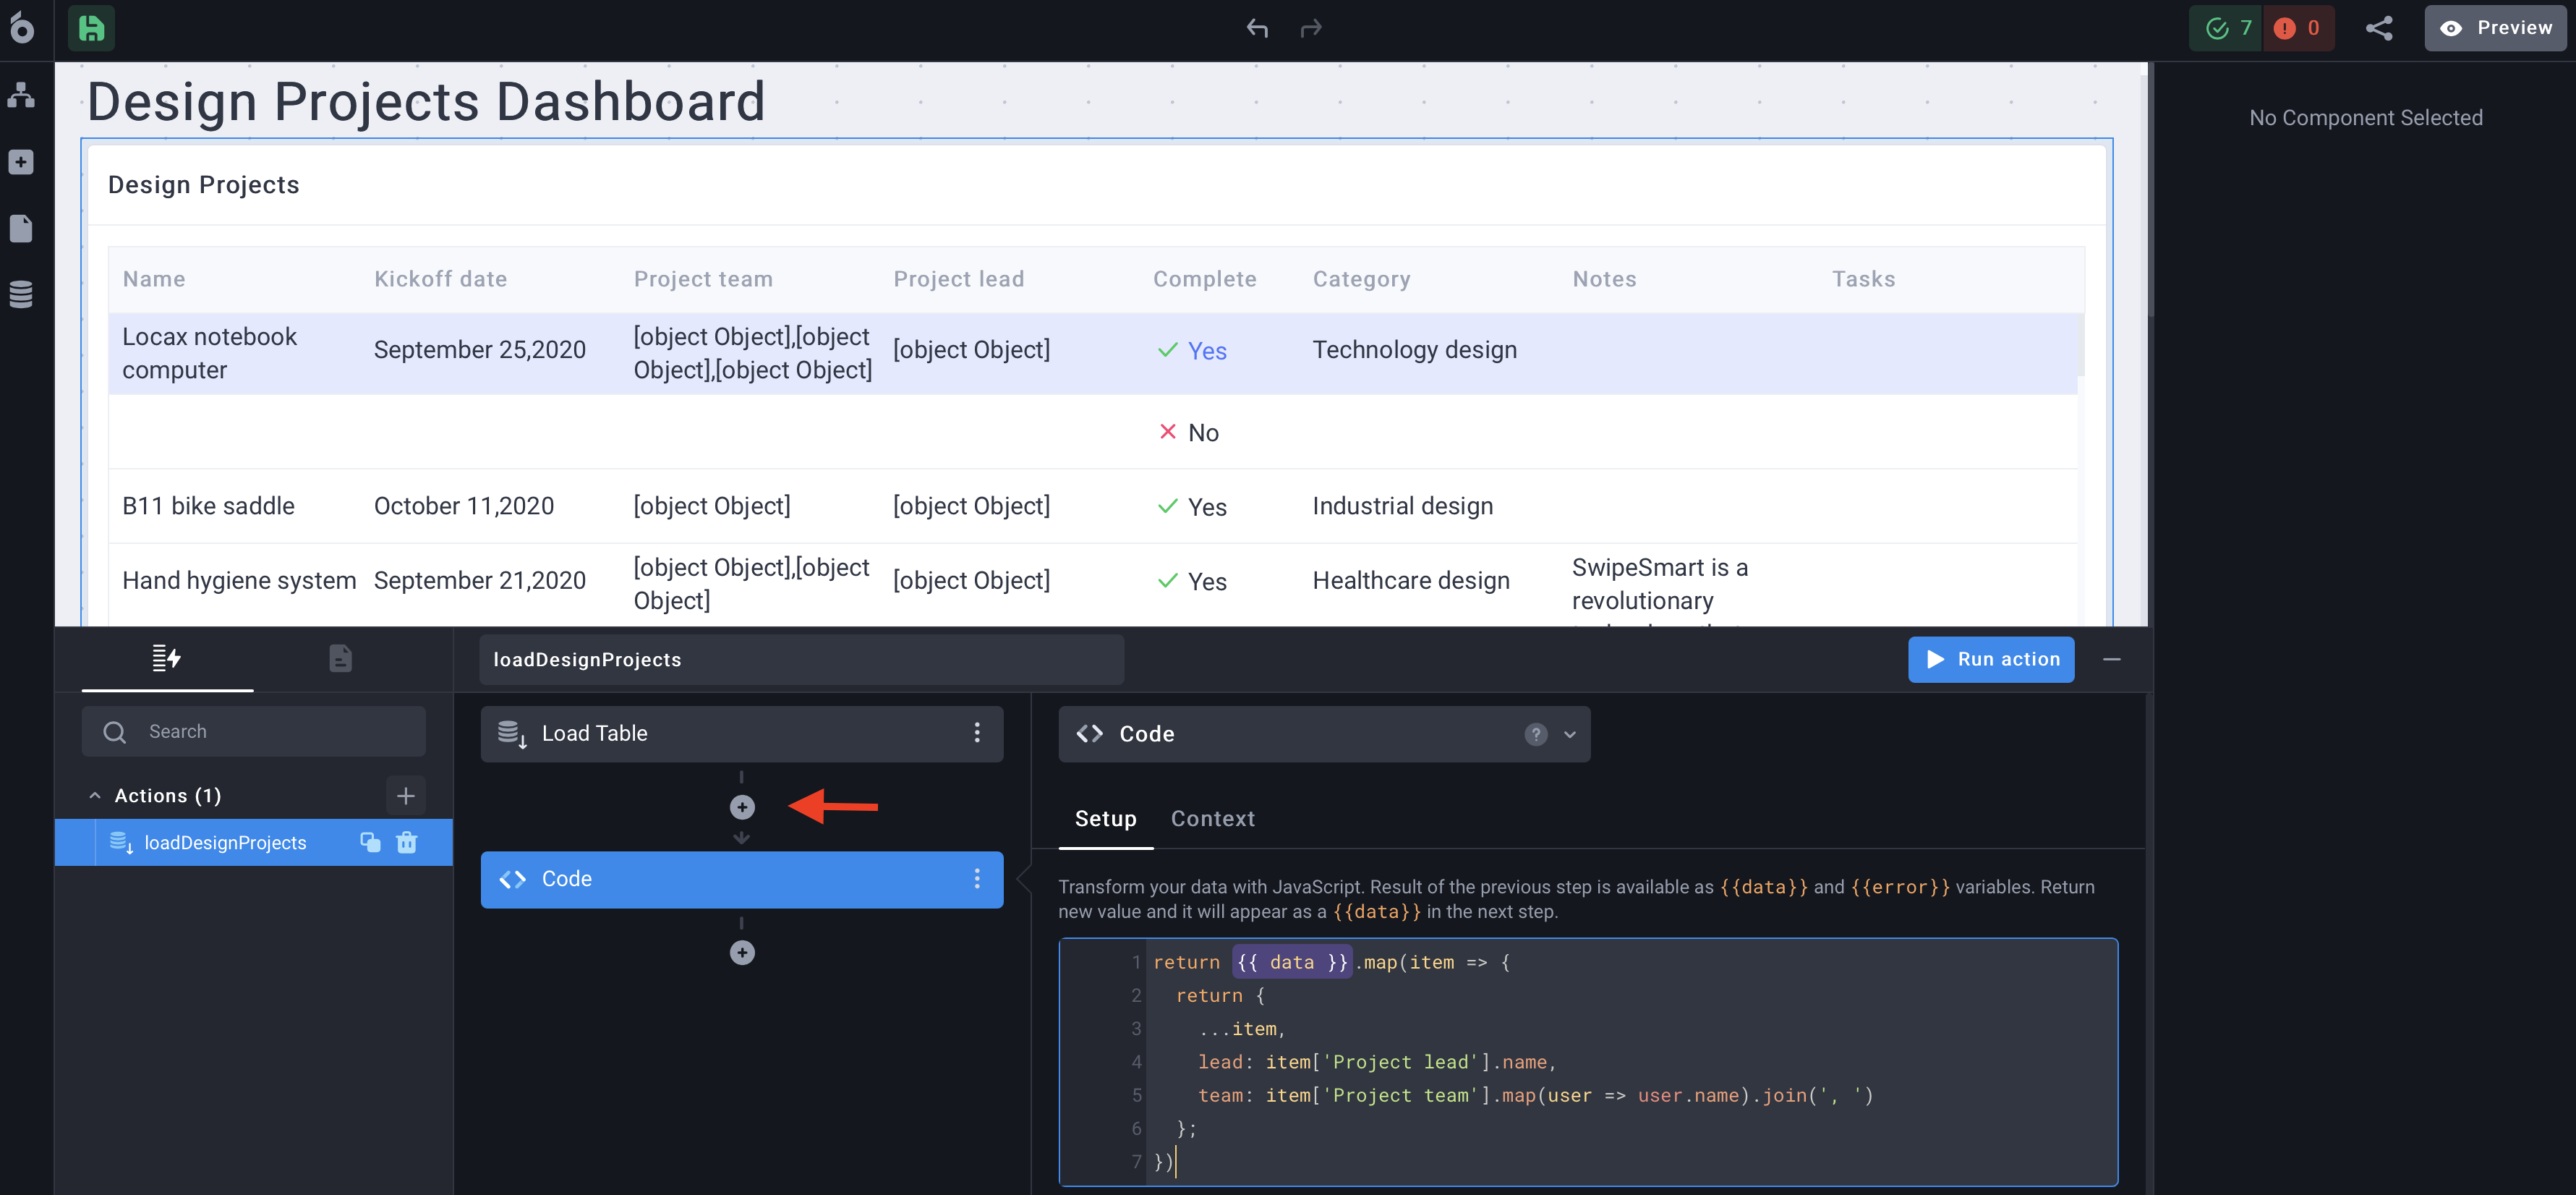 7
0
Preview
No Component Selected
Design Projects Dashboard
Design Projects
Name Kickoff date Project team Project lead Complete Category Notes Tasks
Locax notebook
computer
September 25,2020
[object Object],[object
Object],[object Object]
[object Object]
Yes
Technology design
No
B11 bike saddle
October 11,2020
[object Object]
[object Object]
Yes
Industrial design
Hand hygiene system
September 21,2020
[object Object],[object
Object]
[object Object]
Yes
Healthcare design
SwipeSmart is a
revolutionary
loadDesignProjects
Run action
Search
Actions (1)
loadDesignProjects
Load Table
Code
Code
?
Setup Context
Transform your data with JavaScript. Result of the previous step is available as {{data}} and {{error}} variables. Return
new value and it will appear as a {{data}} in the next step.
1 return {{ data }}.map(item => {
2 return {
3 ...item,
4 lead: item['Project lead'].name,
5 team: item['Project team'].map(user => user.name).join(', ')
6 };
7 })